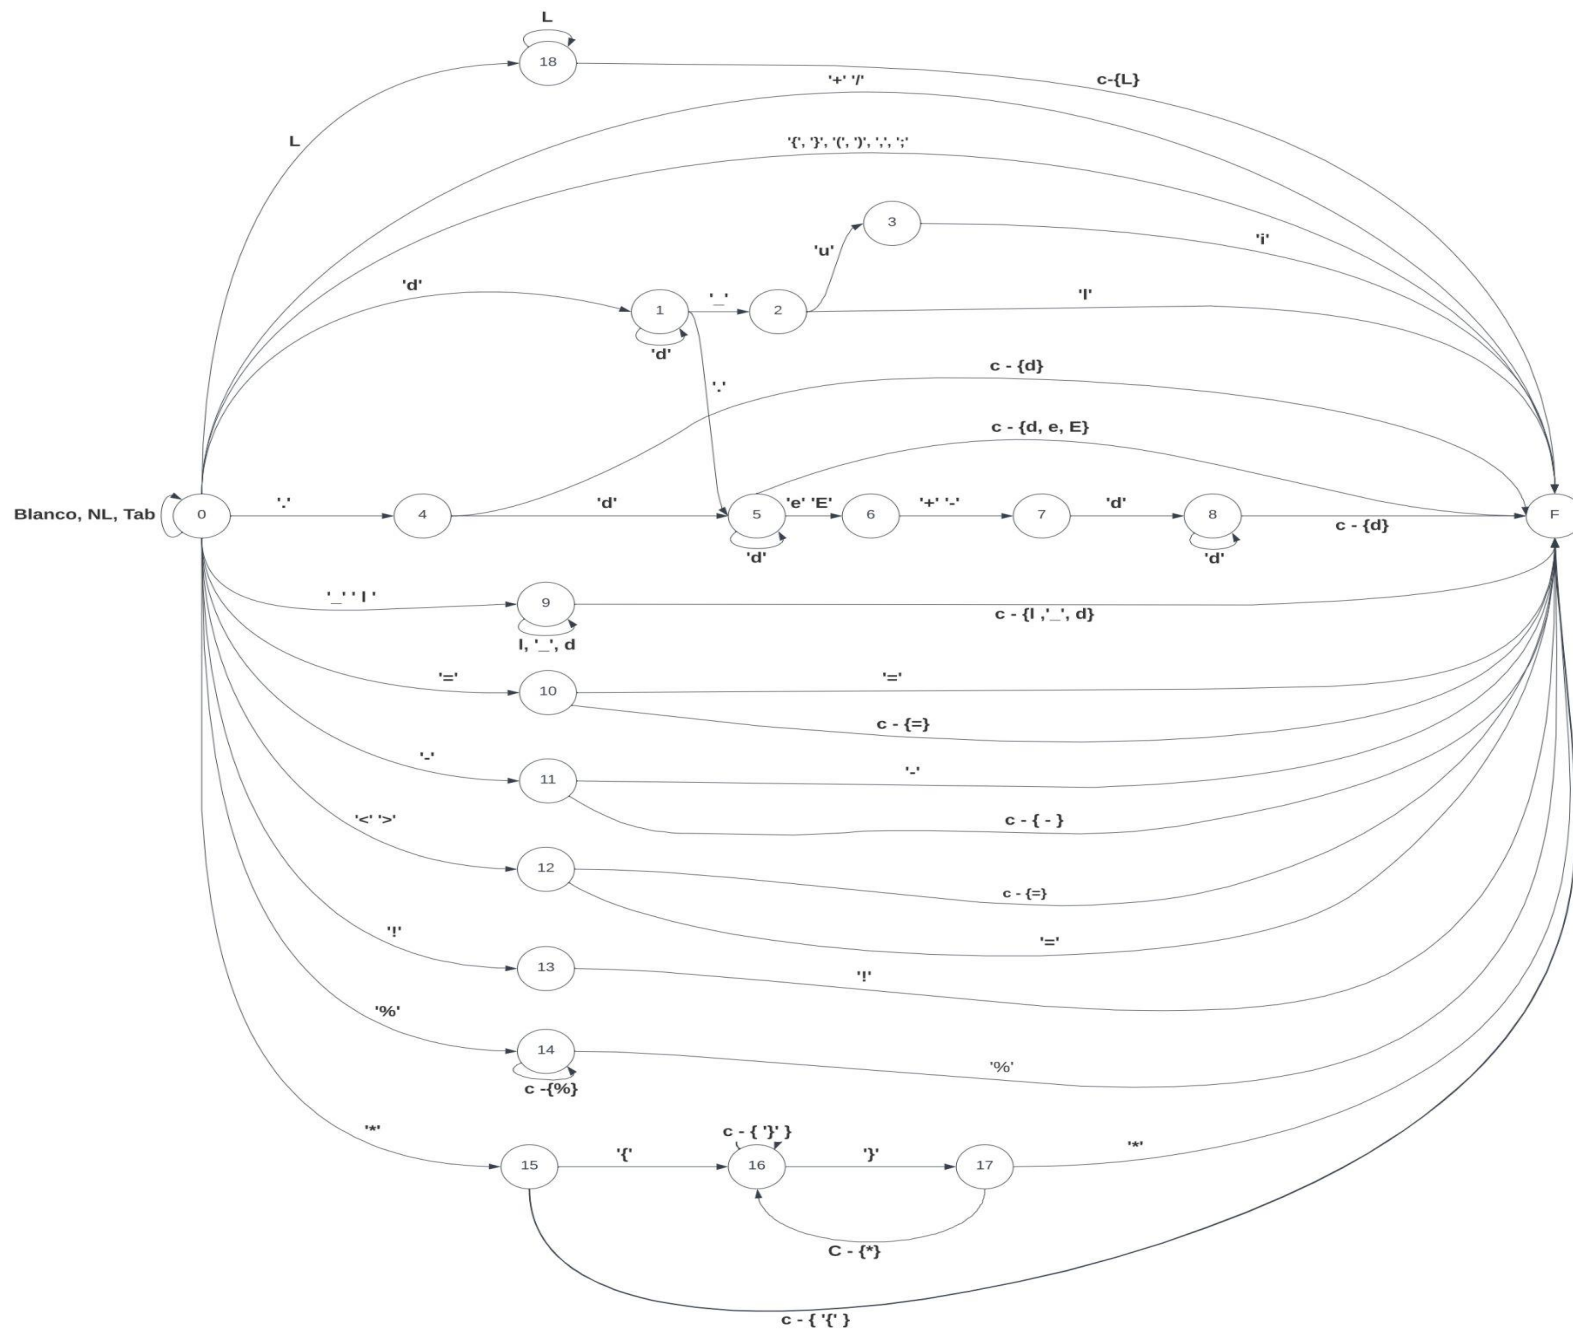 L
18
'+' '/'
c-{L}
L
'{', '}', '(', ')', ',', ';'
3
'u'
'i'
'd'
'_'
'l'
1
2
'd'
c - {d}
'.'
c - {d, e, E}
Blanco, NL, Tab
0
'.'
4
'd'
5
'e' 'E'
6
'+' '-'
7
'd'
8
c - {d}
F
'd'
'd'
'_' ' l '
9
c - {l ,'_', d}
l, '_', d
'='
10
'='
c - {=}
'-'
11
'-'
'<' '>'
c - { - }
12
c - {=}
'!'
'='
13
'!'
'%'
14
'%'
c -{%}
'*'
c - { '}' }
15
'{'
16
'}'
17
'*'
C - {*}
c - { '{' }